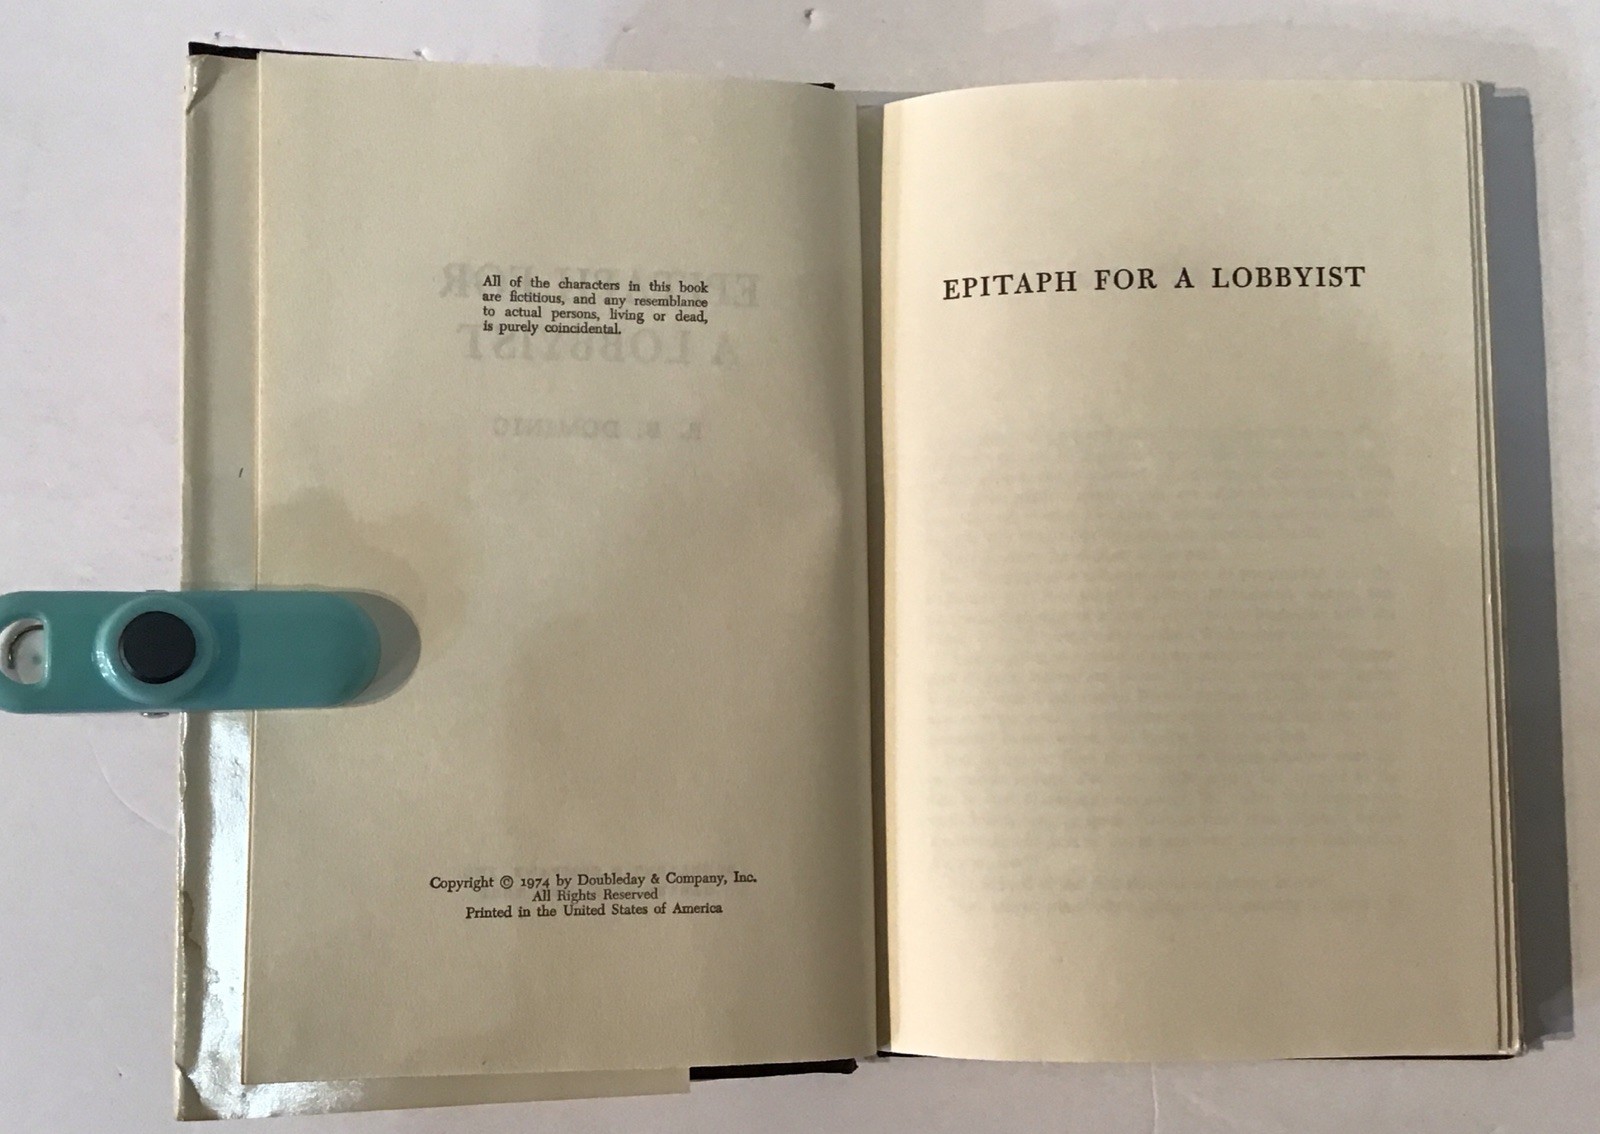 All of the characters in this book
are fictitious, and any resemblance
to actual persons, living or dead,
is purely coincidental.
Copyright © 1974 by Doubleday & Company, Inc.
All Rights Reserved
Printed in the United States of America
EPITAPH FOR A LOBBYIST